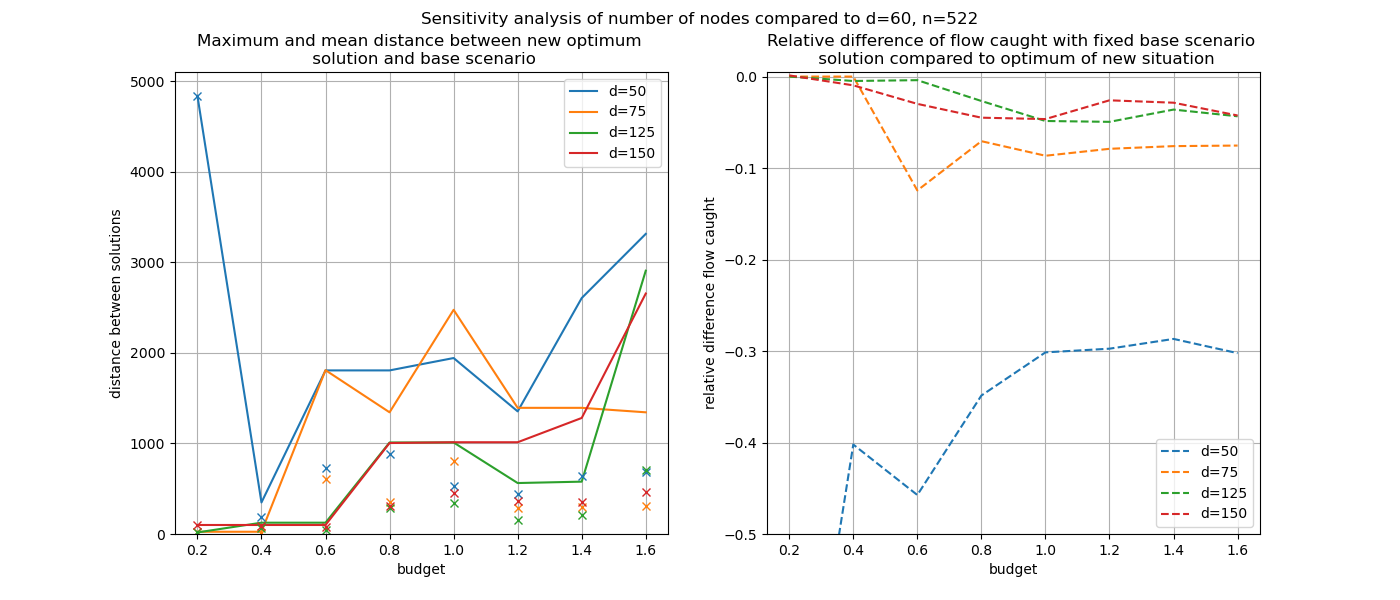 Sensitivity analysis of number of nodes compared to d=60, n=522
Maximum and mean distance between new optimum
solution and base scenario
5000
4000
3000
2000
1000
0
distance between solutions
0.2 0.4 0.6 0.8 1.0 1.2 1.4 1.6
budget
d=50
d=75
d=125
d=150
Relative difference of flow caught with fixed base scenario
solution compared to optimum of new situation
0.0
−0.1
−0.2
−0.3
−0.4
−0.5
relative difference flow caught
0.2 0.4 0.6 0.8 1.0 1.2 1.4 1.6
budget
d=50
d=75
d=125
d=150